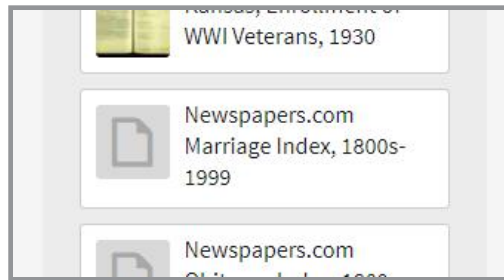 WWI Veterans, 1930
Newspapers.com
Marriage Index, 1800s-
1999
Newspapers.com